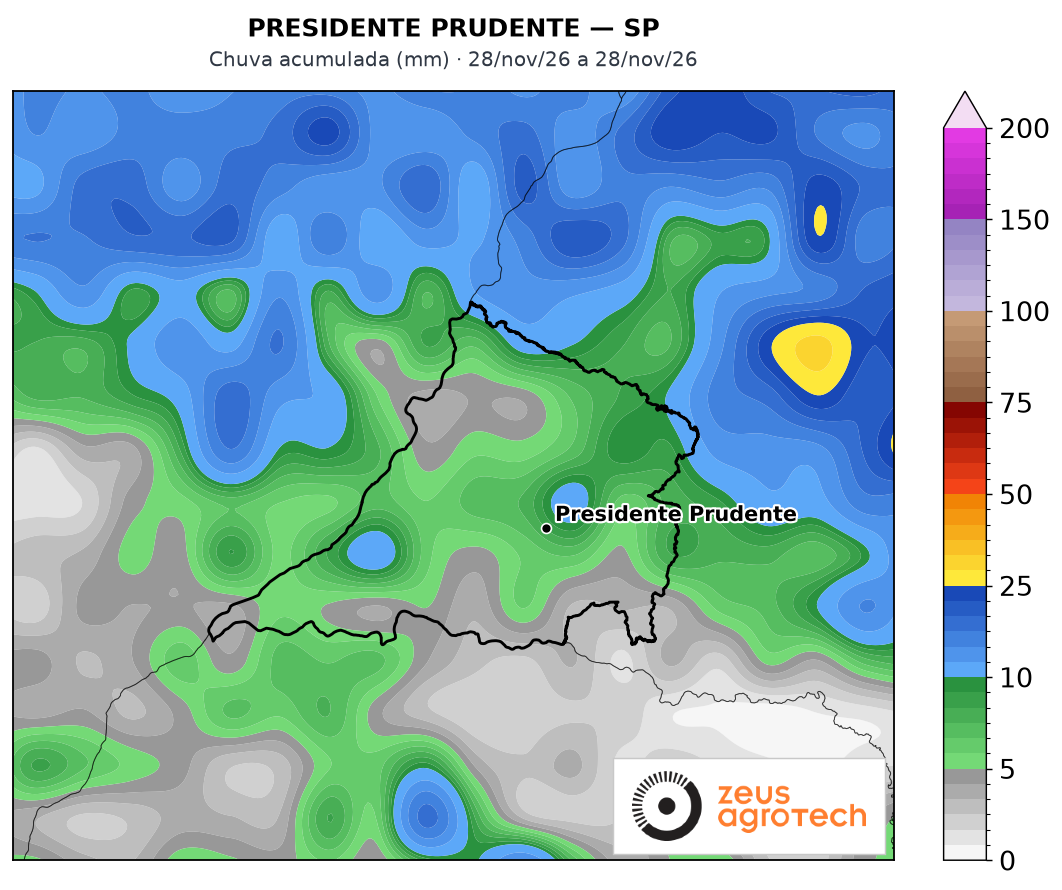 PRESIDENTE PRUDENTE — SP
Chuva acumulada (mm) · 28/nov/26 a 28/nov/26
200
150
100
75
50
25
10
5
0
Presidente Prudente
zeus
agrotech